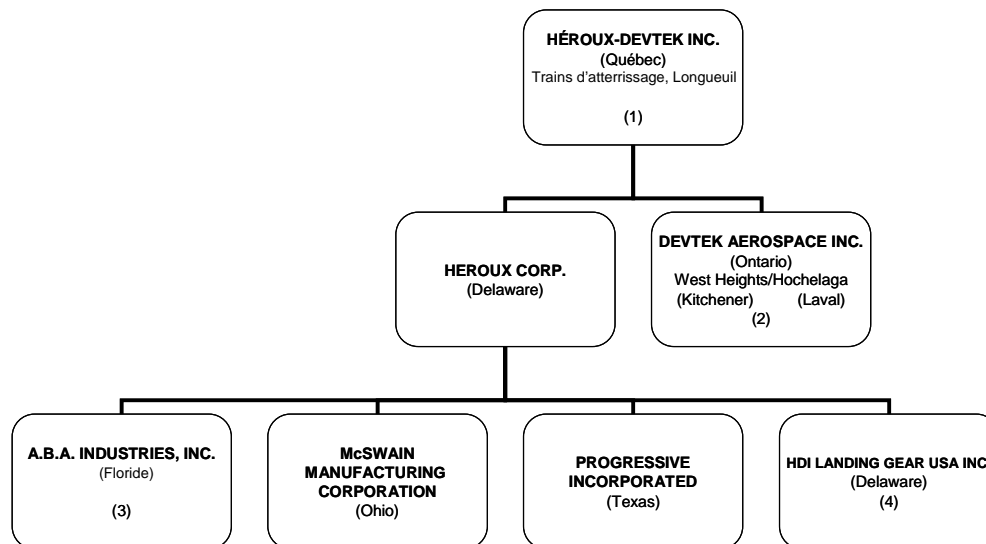 HÉROUX-DEVTEK INC.
(Québec)
Trains d'atterrissage, Longueuil
(1)
HEROUX CORP.
(Delaware)
DEVTEK AEROSPACE INC.
(Ontario)
West Heights/Hochelaga
(Kitchener) (Laval)
(2)
A.B.A. INDUSTRIES, INC.
(Floride)
(3)
McSWAIN
MANUFACTURING
CORPORATION
(Ohio)
PROGRESSIVE
INCORPORATED
(Texas)
HDI LANDING GEAR USA INC
(Delaware)
(4)